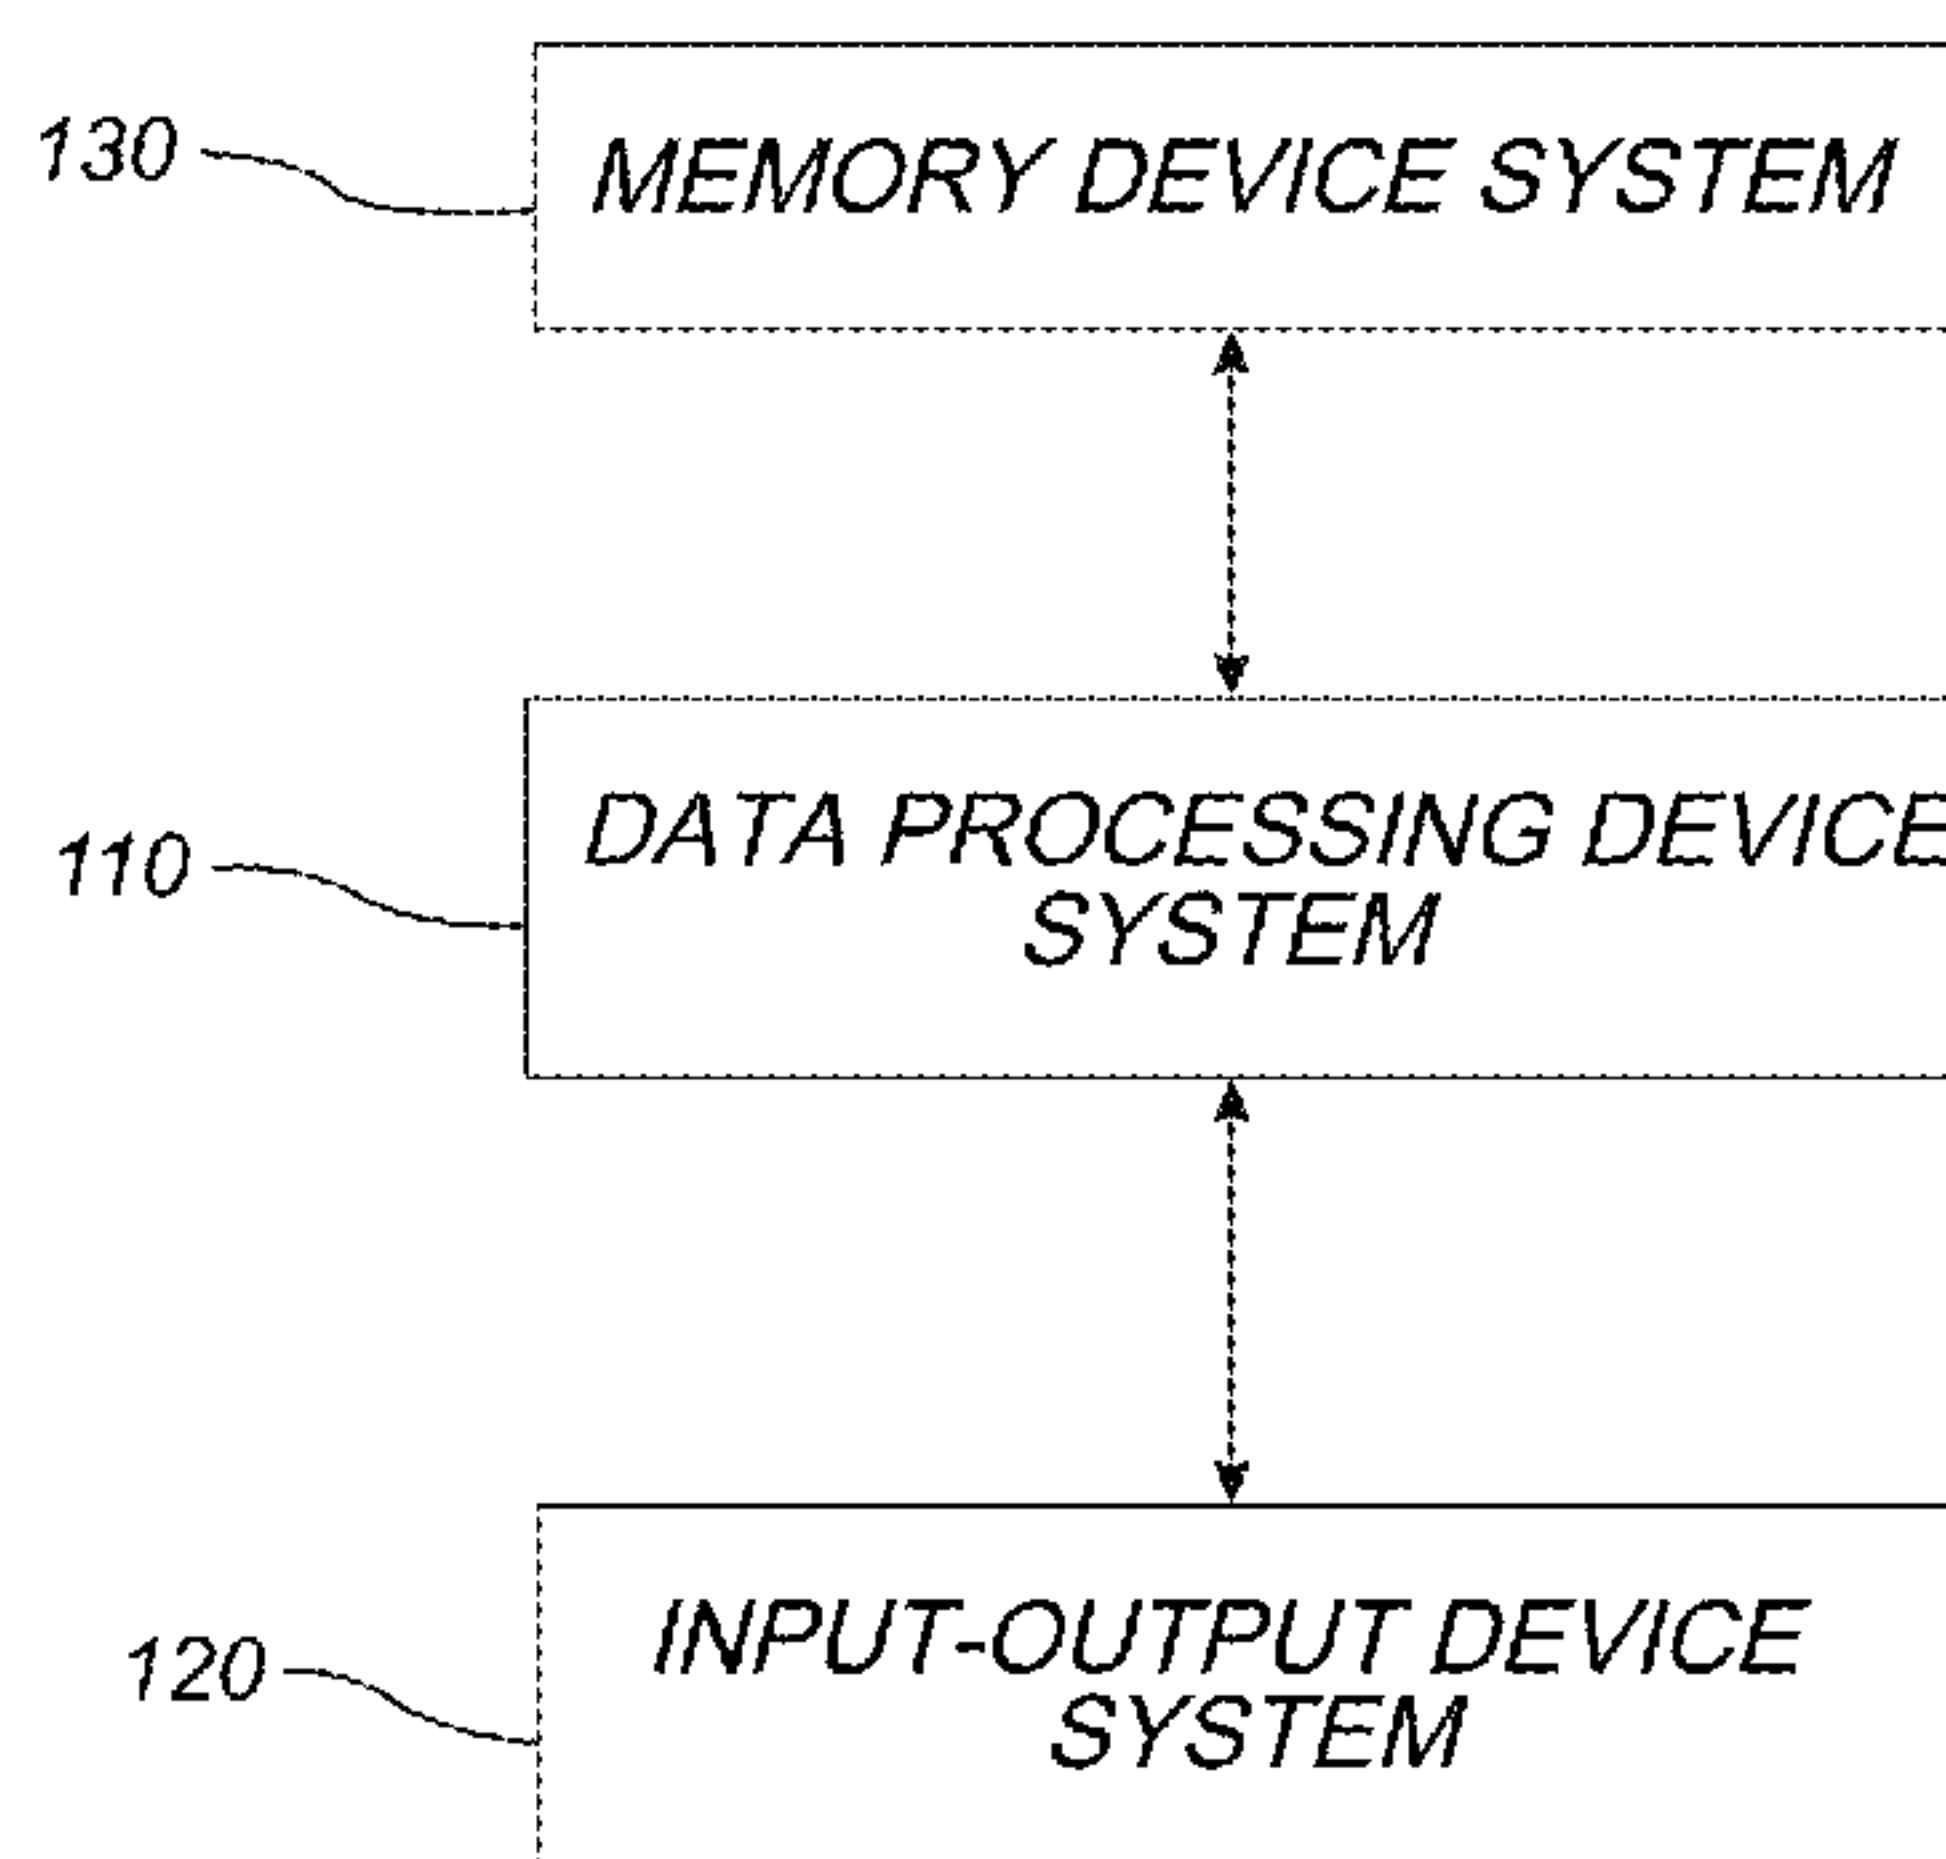 130
MEMORY DEVICE SYSTEM
110
DATA PROCESSING DEVICE
SYSTEM
120
INPUT-OUTPUT DEVICE
SYSTEM